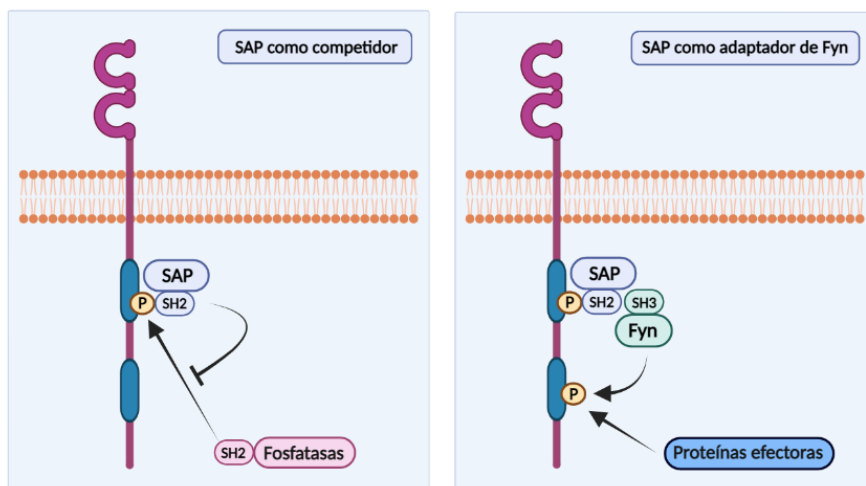 SAP como competidor
SAP
P
SH2
SH2
Fosfatasas
SAP como adaptador de Fyn
SAP
P
SH2
SH3
Fyn
P
Proteínas efectoras